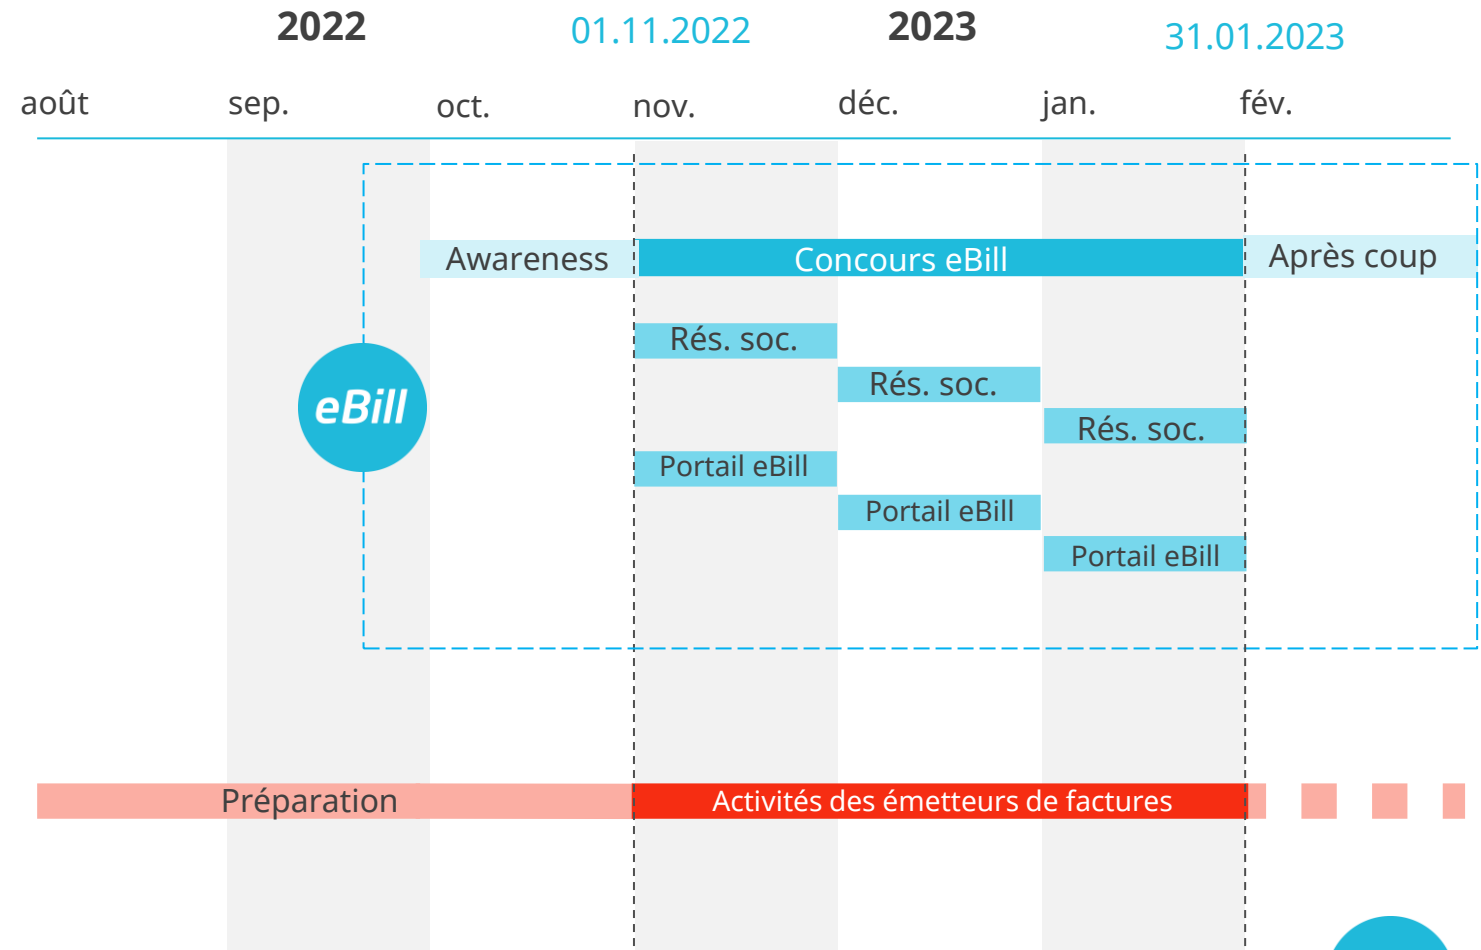 2022
01.11.2022
2023
31.01.2023
août
sep.
oct.
nov.
déc.
jan.
fév.
Awareness
Concours eBill
Après coup
Rés. soc.
Rés. soc.
eBill
Rés. soc.
Portail eBill
Portail eBill
Portail eBill
Préparation
Activités des émetteurs de factures